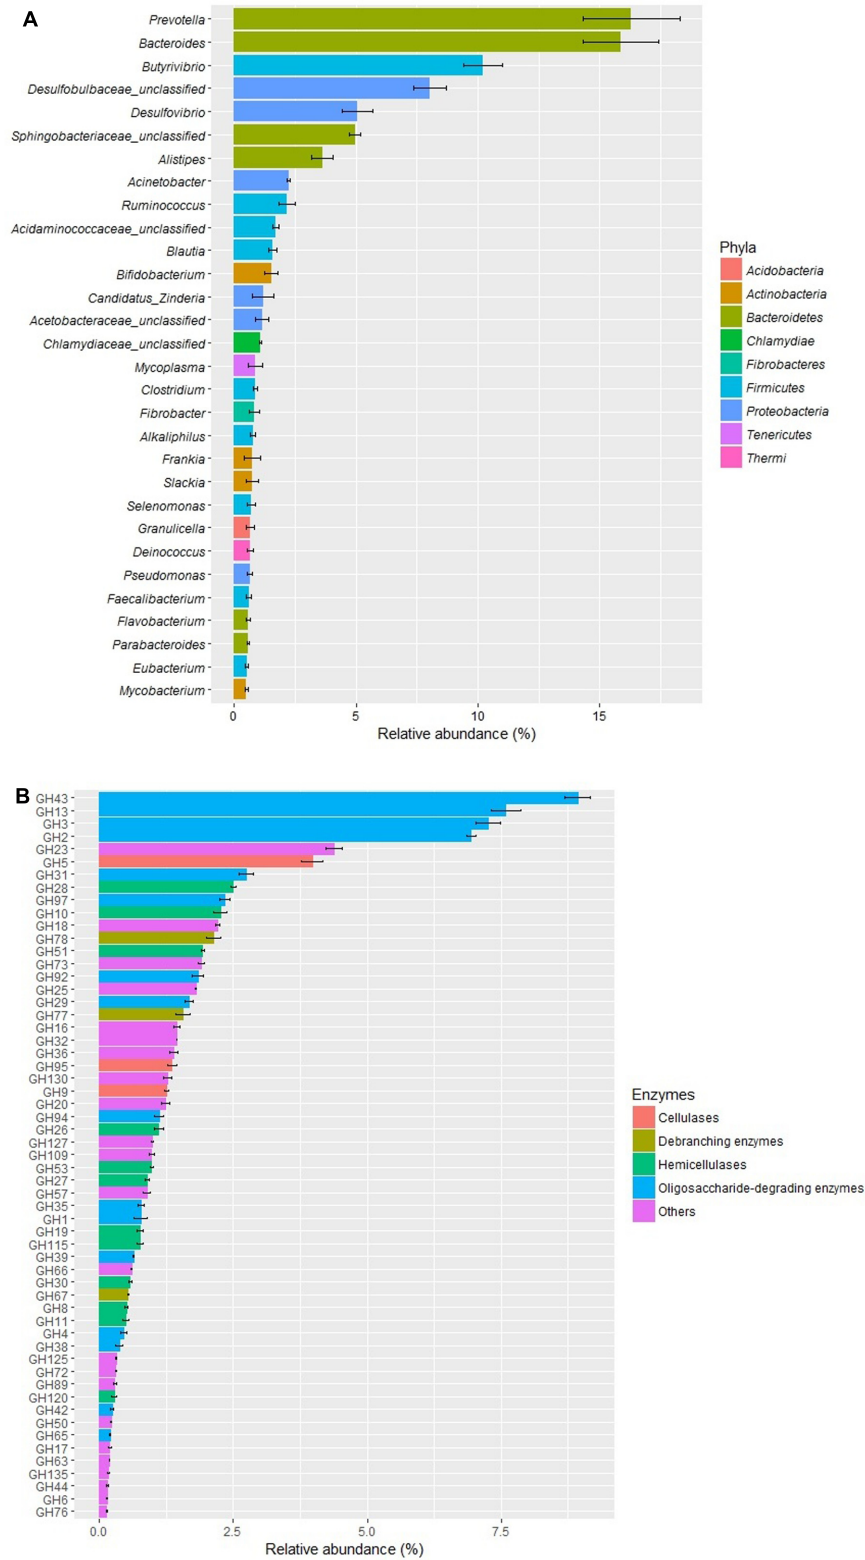 A
Prevotella
Bacteroides
Butyrivibrio
Desulfobulbaceae_unclassified
Desulfovibrio
Sphingobacteriaceae_unclassified
Alistipes
Acinetobacter
Ruminococcus
Acidaminococcaceae_unclassified
Blautia
Bifidobacterium
Candidatus_Zinderia
Acetobacteraceae_unclassified
Chlamydiaceae_unclassified
Mycoplasma
Clostridium
Fibrobacter
Alkaliphilus
Frankia
Slackia
Selenomonas
Granulicella
Deinococcus
Pseudomonas
Faecalibacterium
Flavobacterium
Parabacteroides
Eubacterium
Mycobacterium
0 5 10 15
Relative abundance (%)
Phyla
Acidobacteria
Actinobacteria
Bacteroidetes
Chlamydiae
Fibrobacteres
Firmicutes
Proteobacteria
Tenericutes
Thermi
B
GH43
GH13
GH3
GH2
GH23
GH5
GH31
GH28
GH97
GH10
GH18
GH78
GH51
GH73
GH92
GH25
GH29
GH77
GH16
GH32
GH36
GH95
GH130
GH9
GH20
GH94
GH26
GH127
GH109
GH53
GH27
GH57
GH35
GH1
GH19
GH115
GH39
GH66
GH30
GH67
GH8
GH11
GH4
GH38
GH125
GH72
GH89
GH120
GH42
GH50
GH65
GH17
GH63
GH135
GH44
GH6
GH76
0.0 2.5 5.0 7.5
Relative abundance (%)
Enzymes
Cellulases
Debranching enzymes
Hemicellulases
Oligosaccharide-degrading enzymes
Others